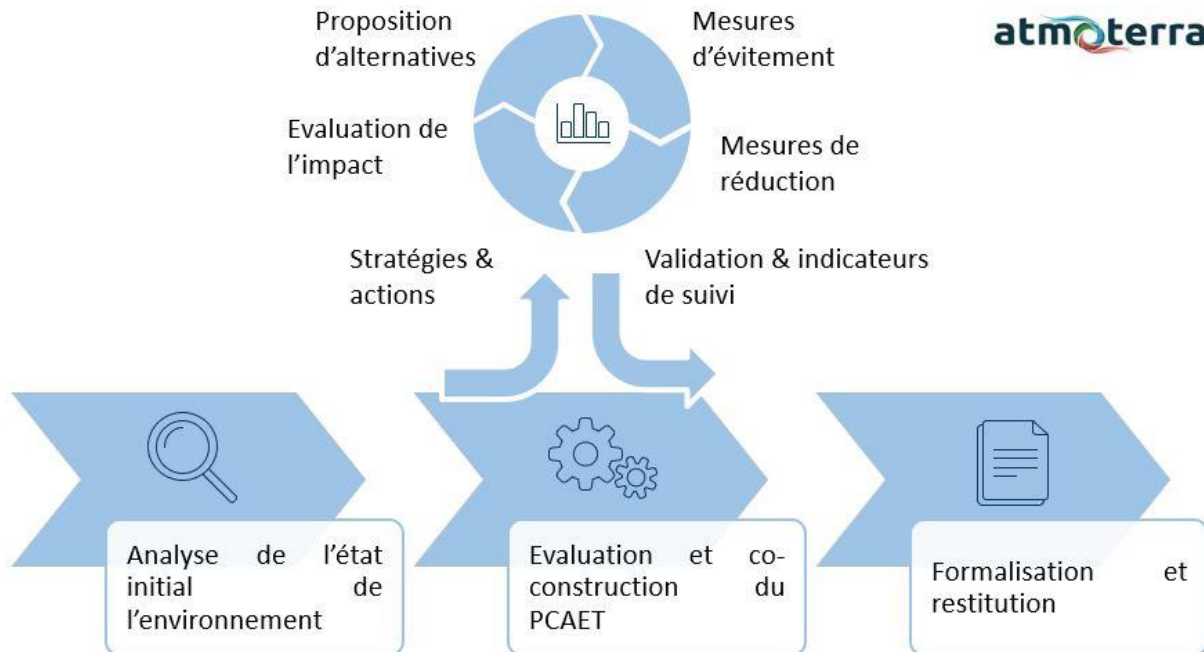 Proposition
d'alternatives
Mesures
d'évitement
atmoterra
Evaluation de
l'impact
Mesures de
réduction
Stratégies &
actions
Validation & indicateurs
de suivi
Analyse de l'état
initial de
l'environnement
Evaluation et co-
construction du
PCAET
Formalisation et
restitution